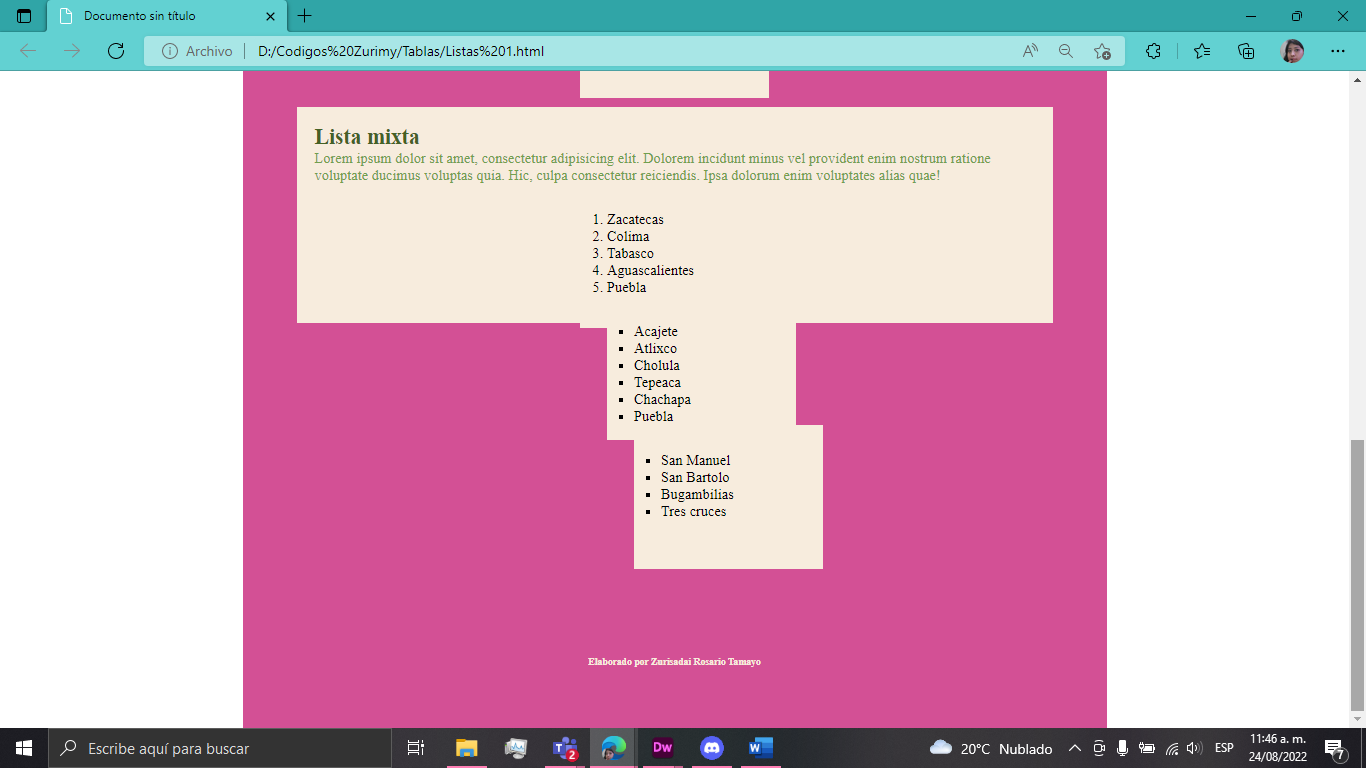 Documento sin título
Archivo
D:/Codigos%20Zurimy/Tablas/Listas%201.html
Lista mixta
Lorem ipsum dolor sit amet, consectetur adipisicing elit. Dolorem incidunt minus vel provident enim nostrum ratione
voluptate ducimus voluptas quia. Hic, culpa consectetur reiciendis. Ipsa dolorum enim voluptates alias quae!
1. Zacatecas
2. Colima
3. Tabasco
4. Aguascalientes
5. Puebla
Acajete
Atlixco
Cholula
Tepeaca
Chachapa
Puebla
San Manuel
San Bartolo
Bugambilias
Tres cruces
Elaborado por Zurisadai Rosario Tamayo
Escribe aquí para buscar
2
Dw
W
20°C Nublado
ESP
11:46 a. m.
24/08/2022
7